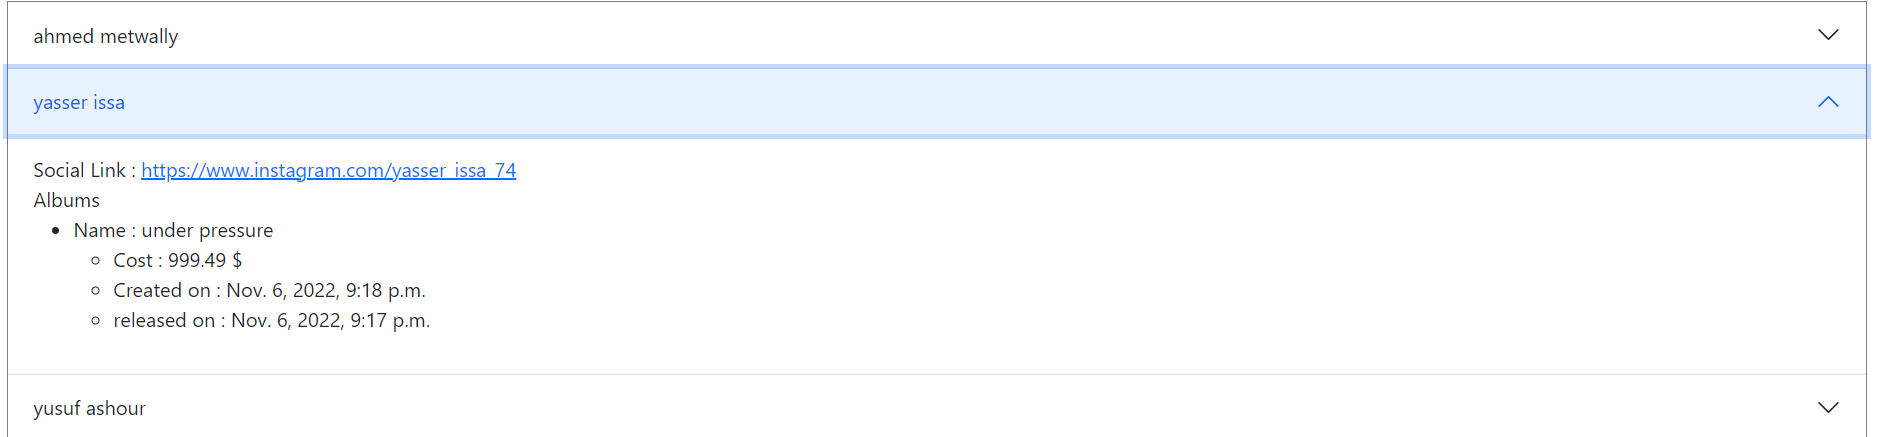 ahmed metwally
yasser issa
Social Link : https://www.instagram.com/yasser_issa_74
Albums
Name : under pressure
Cost : 999.49 $
Created on : Nov. 6, 2022, 9:18 p.m.
released on : Nov. 6, 2022, 9:17 p.m.
yusuf ashour